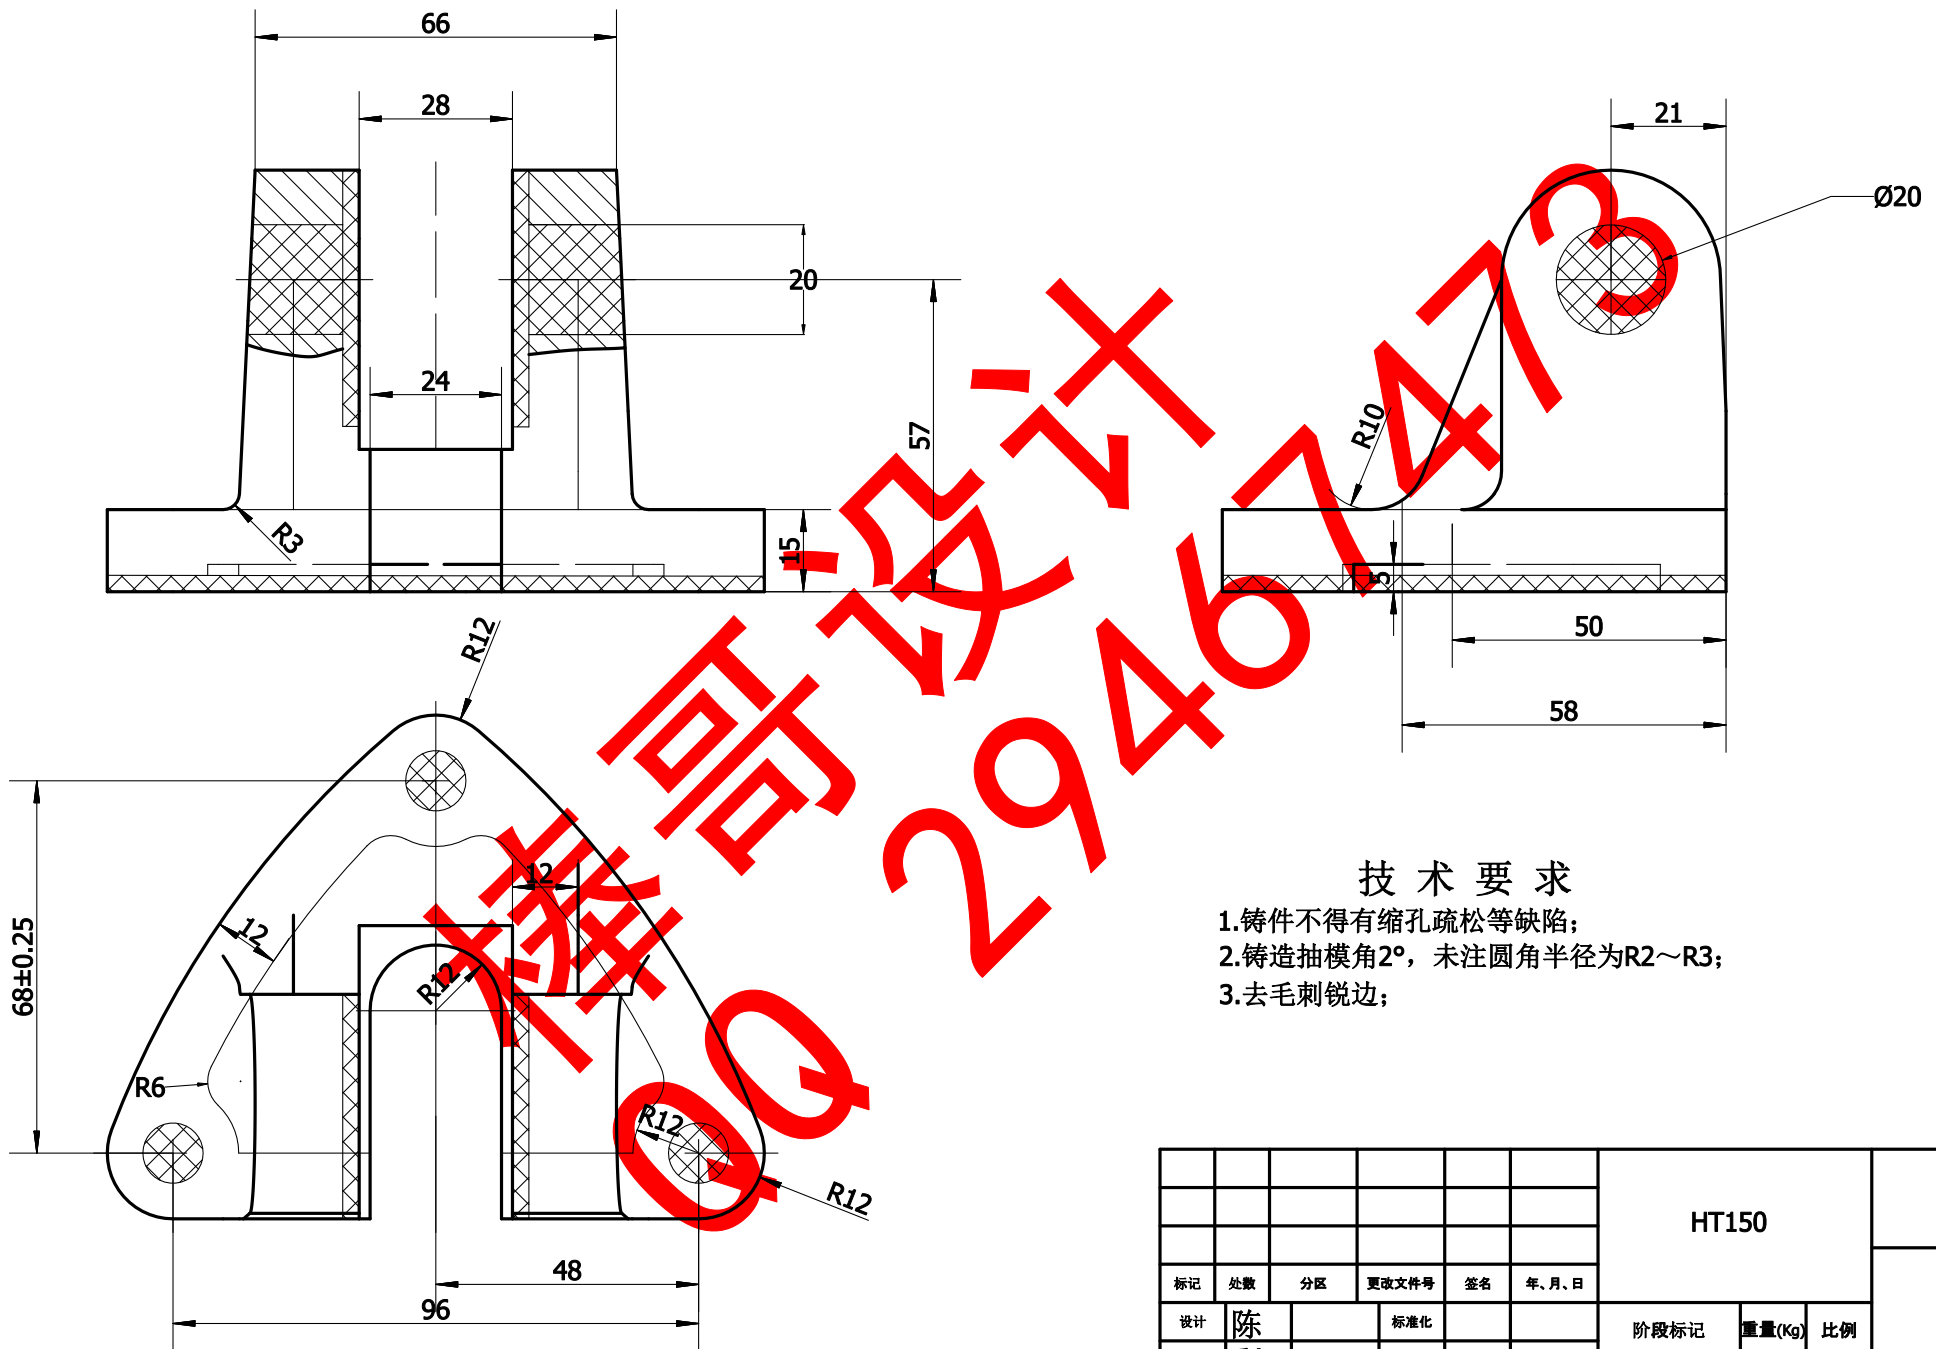 66
28
21
Ø20
20
24
57
R10
R3
15
5
50
58
R12
12
12
68±0.25
R12
R6
R12
R12
48
96
棒哥设计
QQ 29467473
技术要求
1.铸件不得有缩孔疏松等缺陷;
2.铸造抽模角2°，未注圆角半径为R2～R3;
3.去毛刺锐边;
HT150
标记 处数 分区 更改文件号 签名 年、月、日
设计 陈 标准化 阶段标记 重量(Kg) 比例